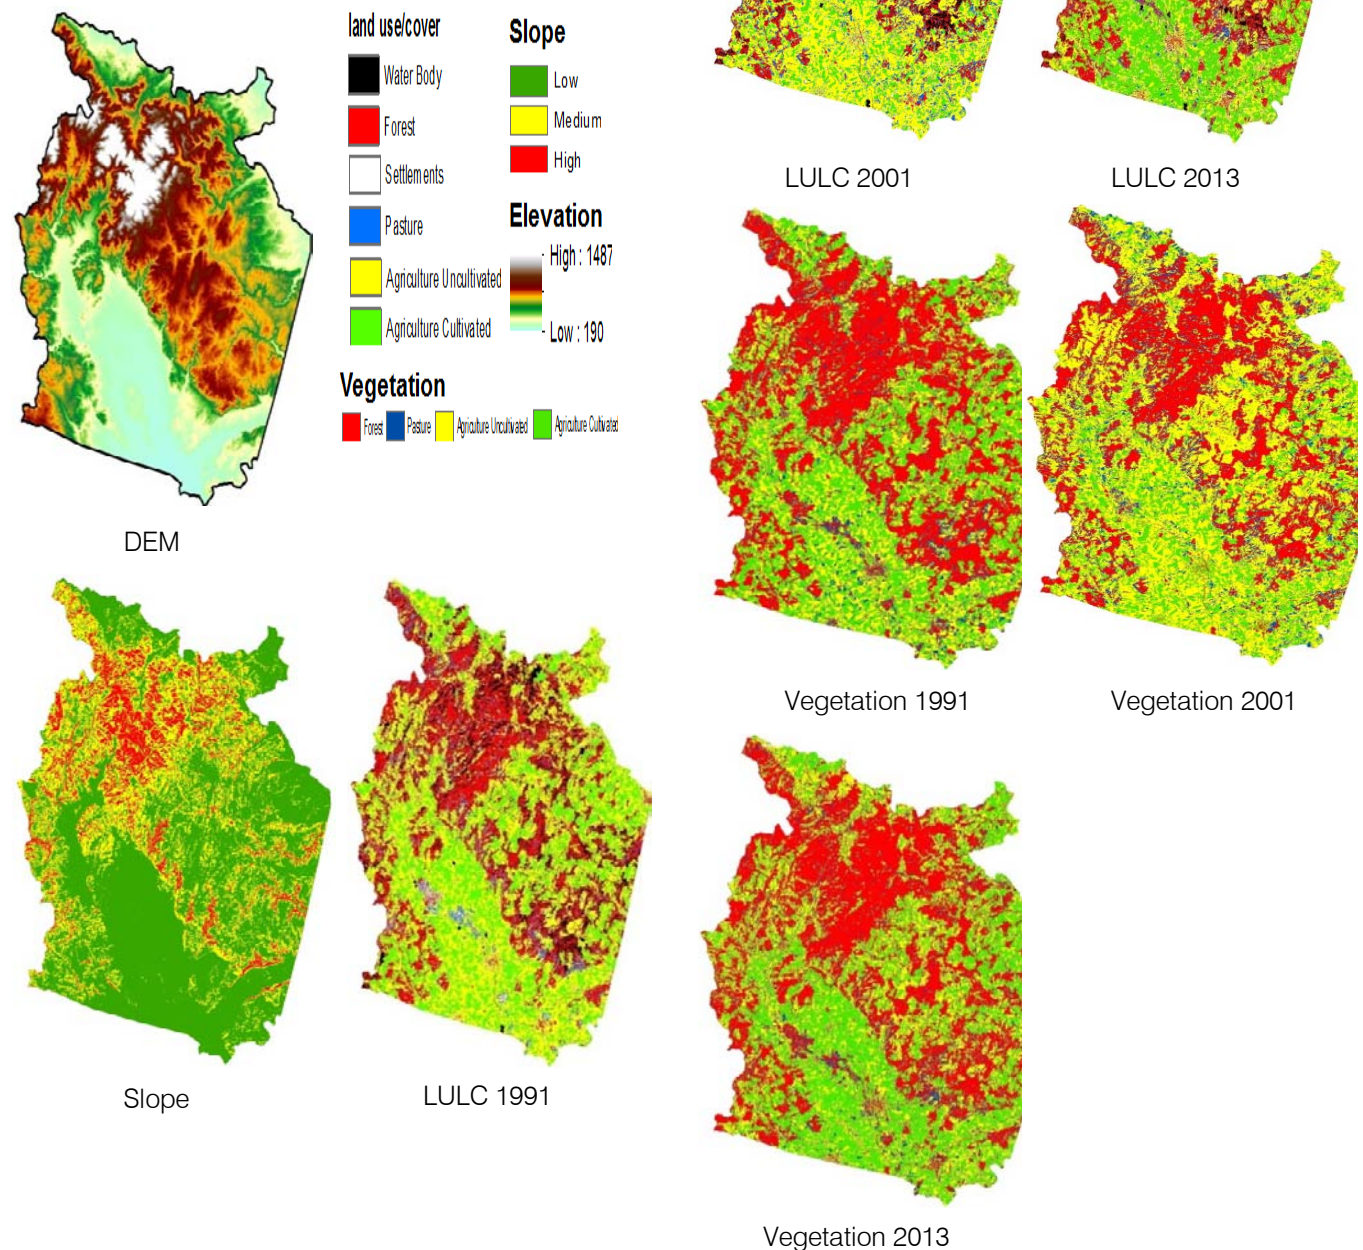 land use/cover
Water Body
Forest
Settlements
Pasture
Agriculture Uncultivated
Agriculture Cultivated
Slope
Low
Medium
High
Elevation
High : 1487
Low : 190
Vegetation
Forest Pasture Agriculture Uncultivated Agriculture Cultivated
DEM
Slope
LULC 1991
LULC 2001
LULC 2013
Vegetation 1991
Vegetation 2001
Vegetation 2013